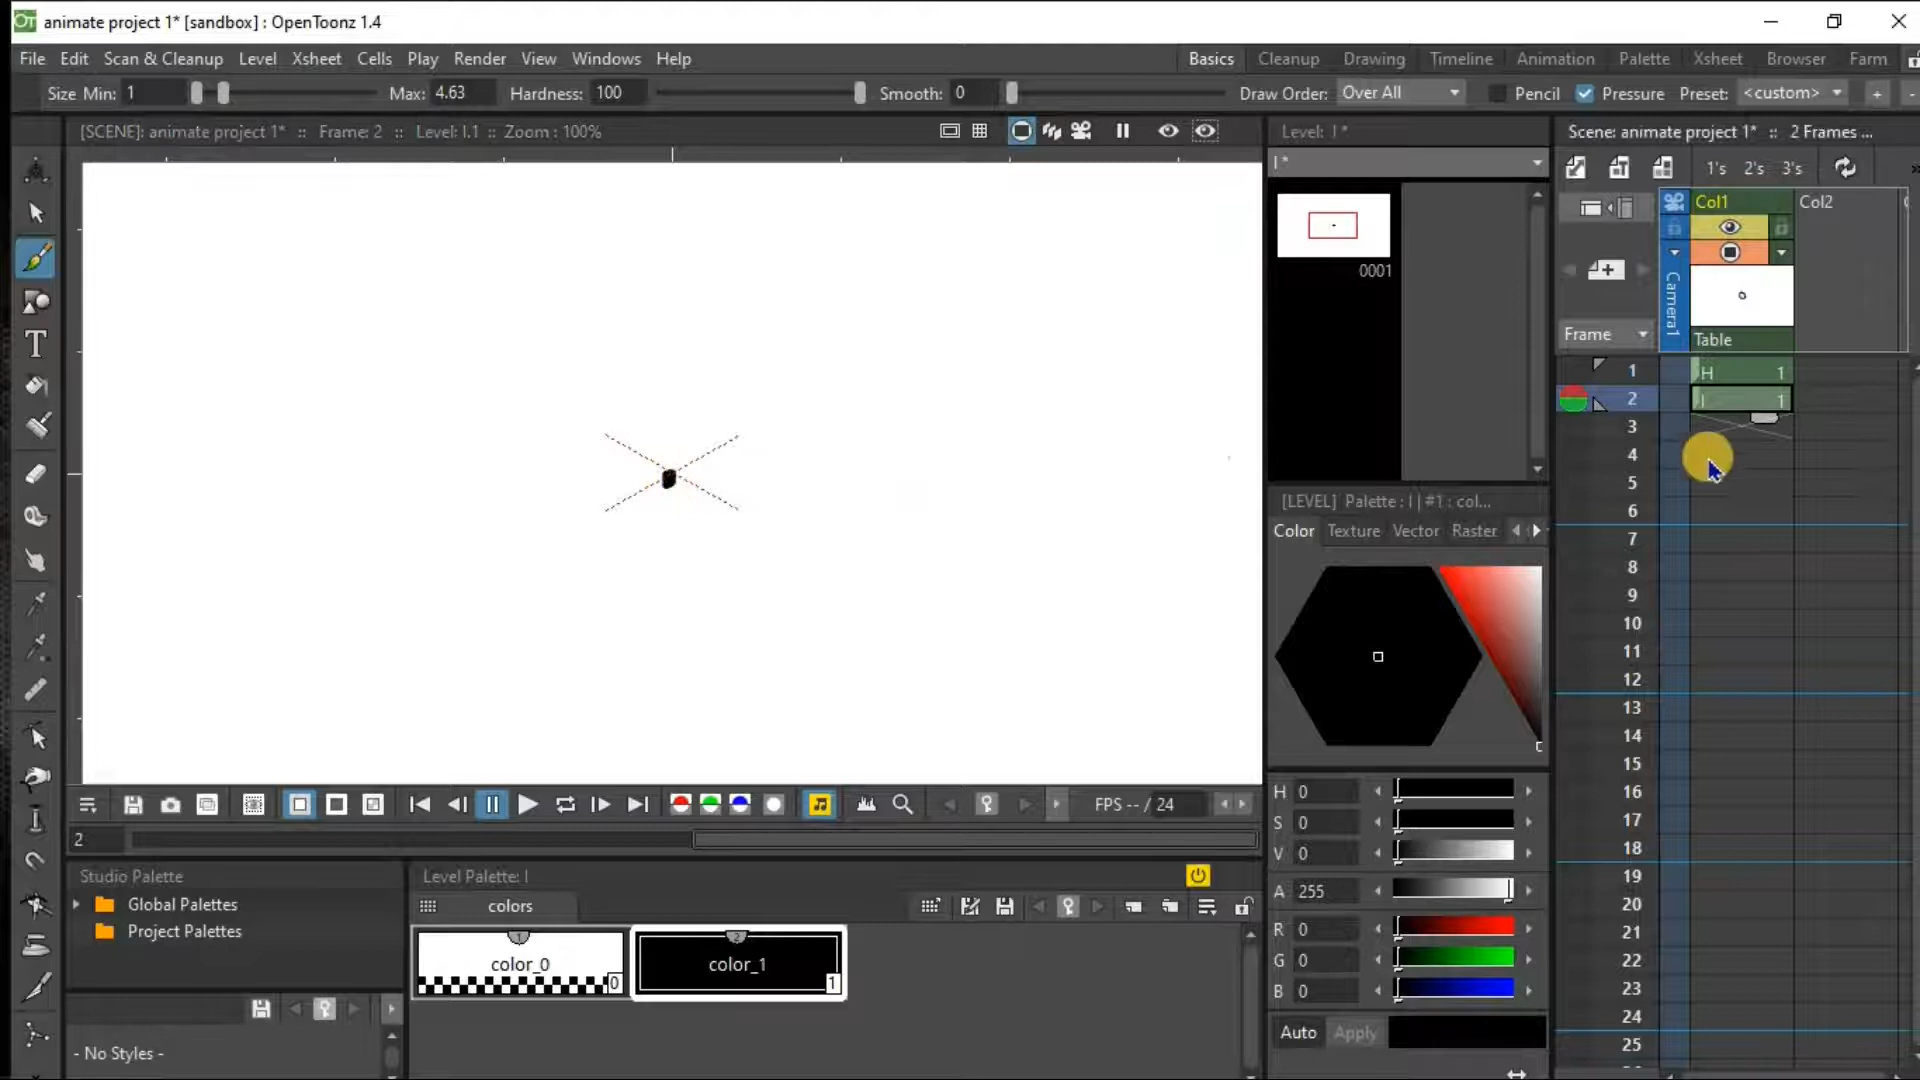 animate project 1* [sandbox] : OpenToonz 1.4
File Edit Scan & Cleanup Level Xsheet Cells Play Render View Windows Help
Basics Cleanup Drawing Timeline Animation Palette Xsheet Browser Farm
Size Min: 1 Max: 4.63 Hardness: 100 Smooth: 0 Draw Order: Over All Pencil Pressure Preset: <custom> + -
[SCENE]: animate project 1* :: Frame: 2 :: Level: I.1 :: Zoom : 100%
Level: I *
I *
0001
Scene: animate project 1* :: 2 Frames ...
1's 2's 3's
Col1 Col2
Camera1
Frame
Table
1 H 1
2 I 1
3
4
5
6
7
8
9
10
11
12
13
14
15
16
17
18
19
20
21
22
23
24
25
[LEVEL] Palette : I | #1 : col...
Color Texture Vector Raster
H 0
S 0
V 0
A 255
R 0
G 0
B 0
Auto Apply
FPS -- / 24
2
Studio Palette
Global Palettes
Project Palettes
- No Styles -
Level Palette: I
colors
1 color_0 0
2 color_1 1